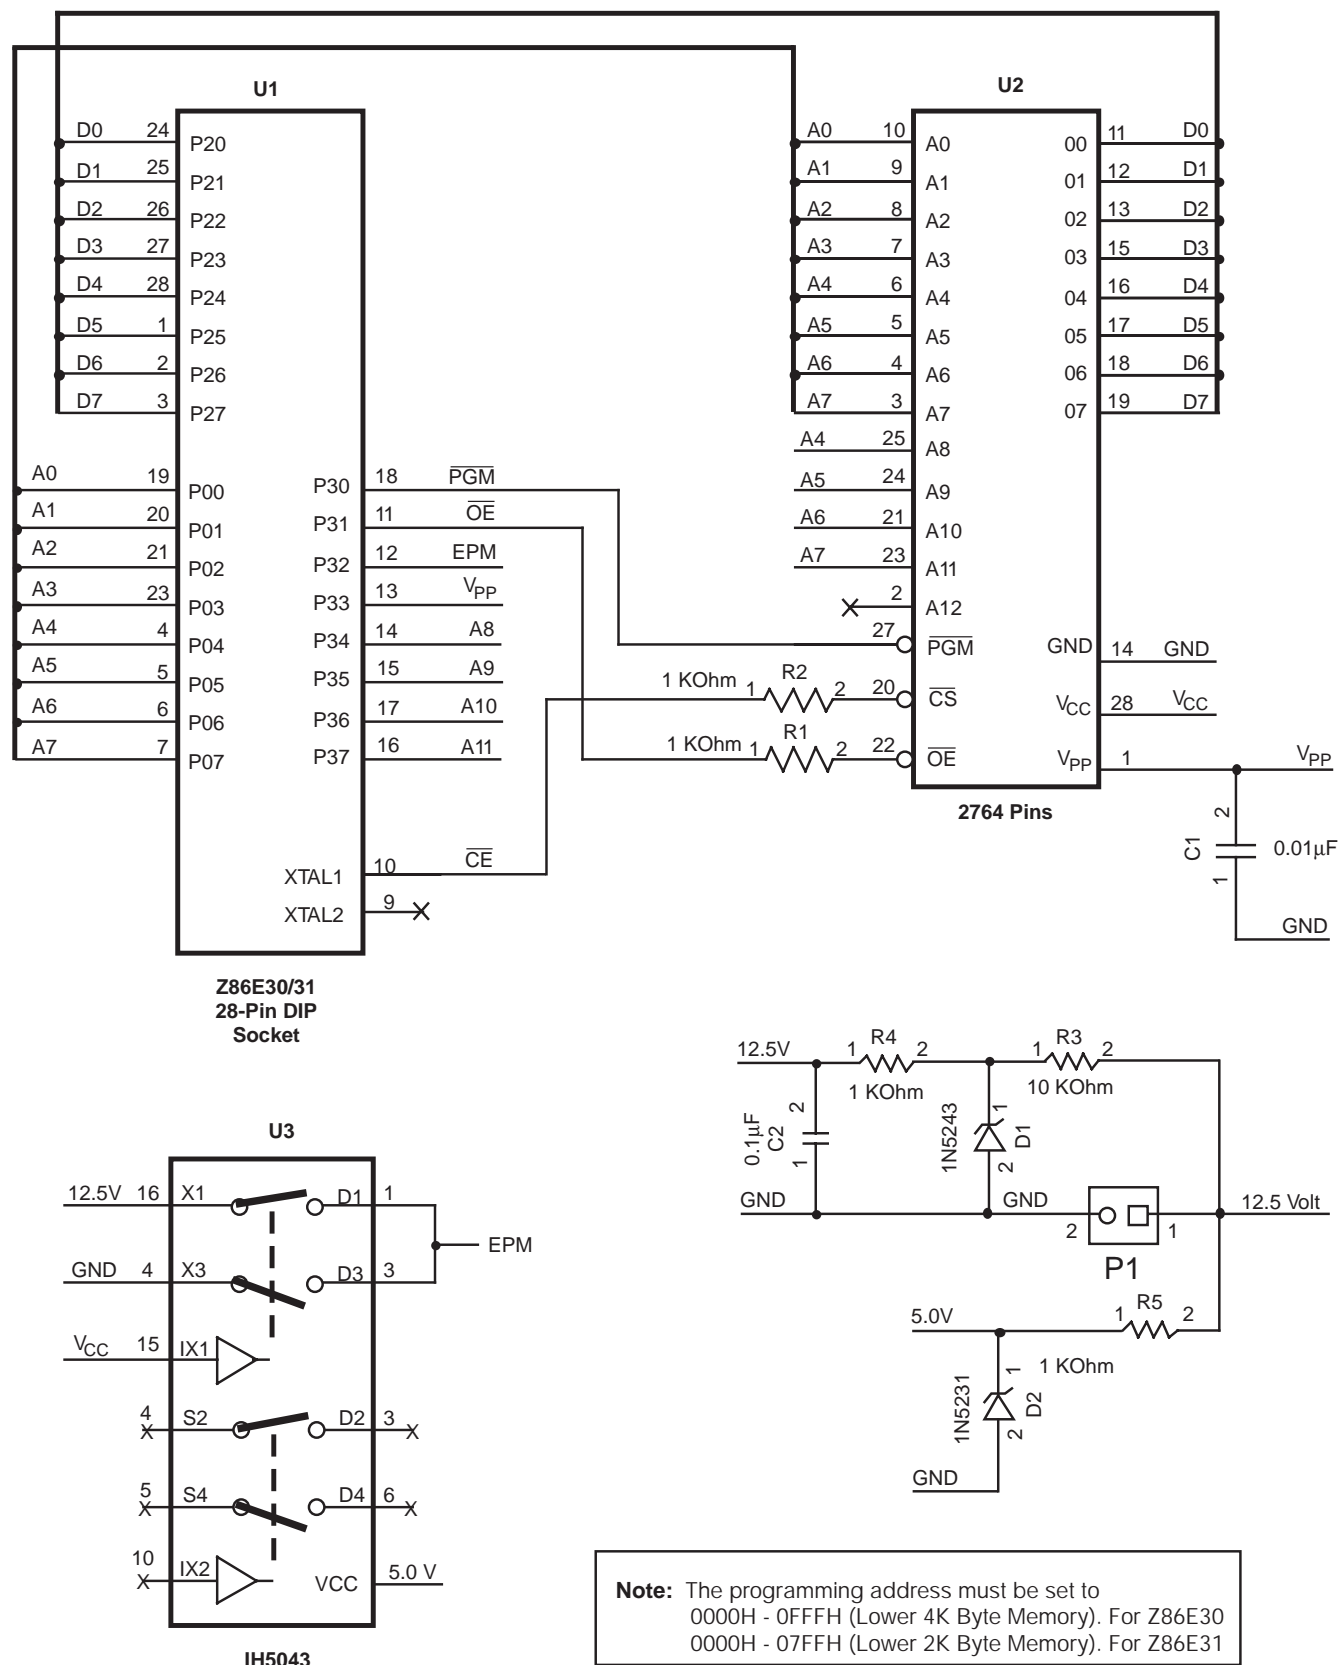 U1
U2
D0 24 P20
D1 25 P21
D2 26 P22
D3 27 P23
D4 28 P24
D5 1 P25
D6 2 P26
D7 3 P27
A0 19 P00
A1 20 P01
A2 21 P02
A3 23 P03
A4 4 P04
A5 5 P05
A6 6 P06
A7 7 P07
P30 18 PGM
P31 11 OE
P32 12 EPM
P33 13 VPP
P34 14 A8
P35 15 A9
P36 17 A10
P37 16 A11
XTAL1 10 CE
XTAL2 9
Z86E30/31
28-Pin DIP
Socket
A0 10 A0
A1 9 A1
A2 8 A2
A3 7 A3
A4 6 A4
A5 5 A5
A6 4 A6
A7 3 A7
A4 25 A8
A5 24 A9
A6 21 A10
A7 23 A11
2 A12
27 PGM
1 KOhm 1 R2 2 20 CS
1 KOhm 1 R1 2 22 OE
00 11 D0
01 12 D1
02 13 D2
03 15 D3
04 16 D4
05 17 D5
06 18 D6
07 19 D7
GND 14 GND
VCC 28 VCC
VPP 1 VPP
2764 Pins
2
C1 0.01µF
1
GND
12.5V 1 R4 2 1 R3 2
1 KOhm 10 KOhm
0.1µF C2 2 1
1N5243 D1 1 2
GND GND 2 1 12.5 Volt
P1
5.0V 1 R5 2
1 KOhm
1N5231 D2 1 2
GND
U3
12.5V 16 X1 D1 1
EPM
GND 4 X3 D3 3
VCC 15 IX1
4 X S2 D2 3 X
5 X S4 D4 6 X
10 X IX2
VCC 5.0 V
IH5043
Note: The programming address must be set to
0000H - 0FFFH (Lower 4K Byte Memory). For Z86E30
0000H - 07FFH (Lower 2K Byte Memory). For Z86E31